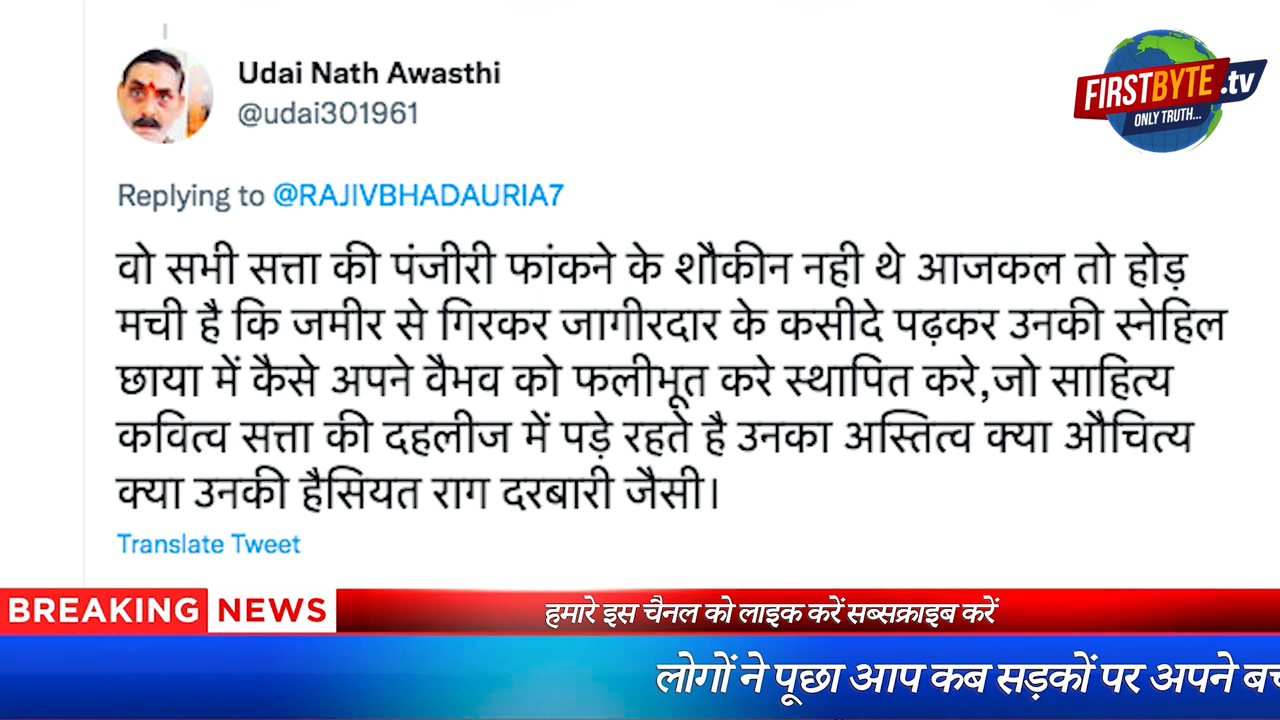 Udai Nath Awasthi
@udai301961
FIRSTBYTE.tv
ONLY TRUTH...
Replying to @RAJIVBHADAURIA7
वो सभी सत्ता की पंजीरी फांकने के शौकीन नही थे आजकल तो होड़
मची है कि जमीर से गिरकर जागीरदार के कसीदे पढ़कर उनकी स्नेहिल
छाया में कैसे अपने वैभव को फलीभूत करे स्थापित करे,जो साहित्य
कवित्व सत्ता की दहलीज में पड़े रहते है उनका अस्तित्व क्या औचित्य
क्या उनकी हैसियत राग दरबारी जैसी।
Translate Tweet
BREAKING NEWS
हमारे इस चैनल को लाइक करें सब्सक्राइब करें
लोगों ने पूछा आप कब सड़कों पर अपने